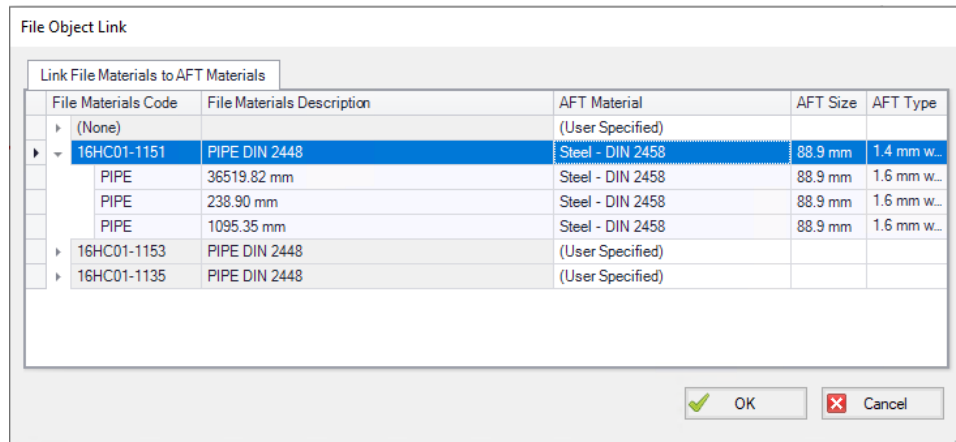 File Object Link
Link File Materials to AFT Materials
File Materials Code File Materials Description AFT Material AFT Size AFT Type
(None) (User Specified)
16HC01-1151 PIPE DIN 2448 Steel - DIN 2458 88.9 mm 1.4 mm w...
PIPE 36519.82 mm Steel - DIN 2458 88.9 mm 1.6 mm w...
PIPE 238.90 mm Steel - DIN 2458 88.9 mm 1.6 mm w...
PIPE 1095.35 mm Steel - DIN 2458 88.9 mm 1.6 mm w...
16HC01-1153 PIPE DIN 2448 (User Specified)
16HC01-1135 PIPE DIN 2448 (User Specified)
OK Cancel